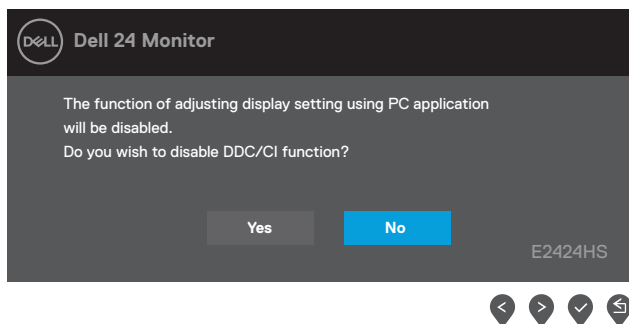 DELL Dell 24 Monitor
The function of adjusting display setting using PC application
will be disabled.
Do you wish to disable DDC/CI function?
Yes No
E2424HS